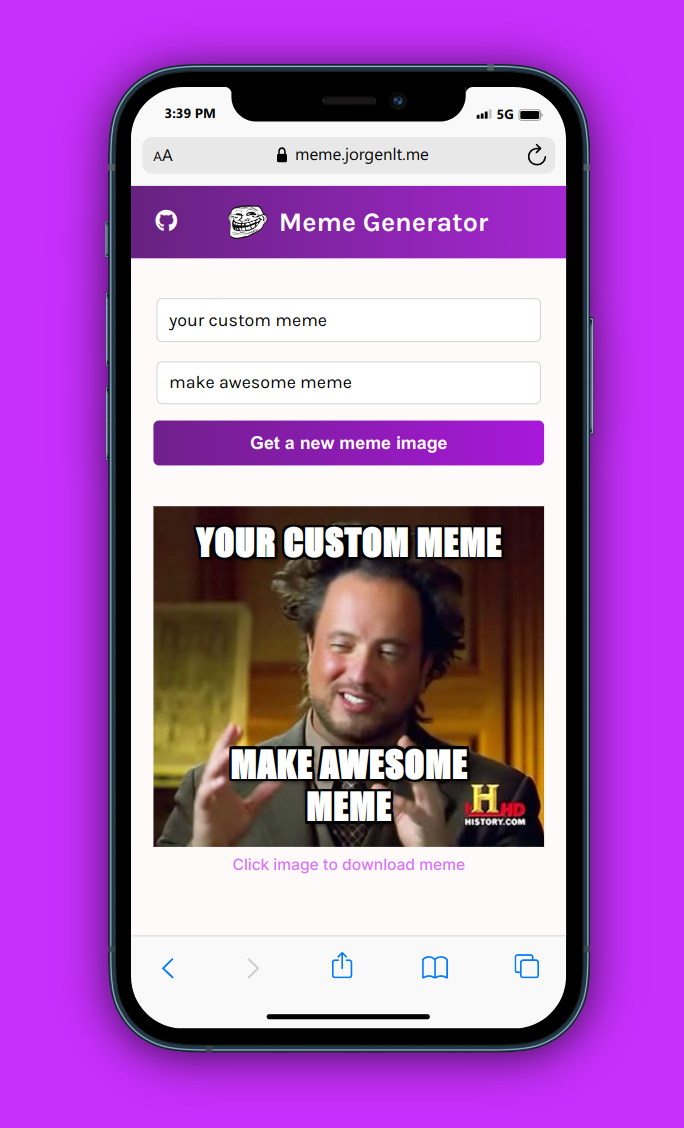 3:39 PM
5G
AA
meme.jorgenlt.me
Meme Generator
your custom meme
make awesome meme
Get a new meme image
YOUR CUSTOM MEME
MAKE AWESOME
MEME
H HD
HISTORY.COM
Click image to download meme